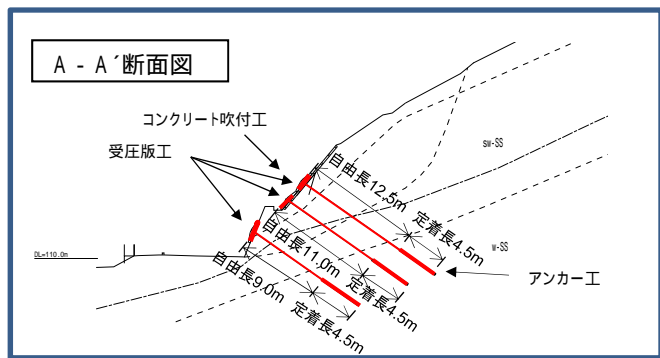 A - A´断面図
コンクリート吹付工
受圧版工
自由長12.5m 定着長4.5m
自由長11.0m 定着長4.5m
自由長9.0m 定着長4.5m
sw-SS
w-SS
アンカー工
DL=110.0m